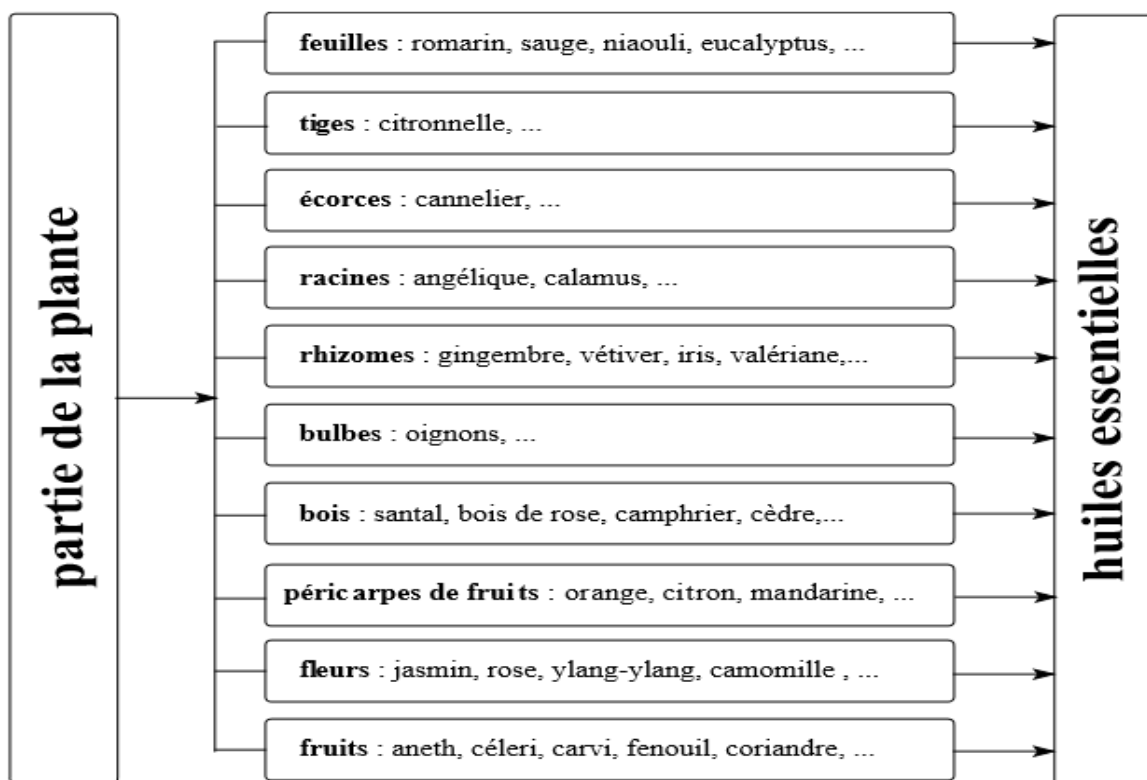 partie de la plante
feuilles : romarin, sauge, niaouli, eucalyptus, ...
tiges : citronnelle, ...
écorces : cannelier, ...
racines : angélique, calamus, ...
rhizomes : gingembre, vétiver, iris, valériane,...
bulbes : oignons, ...
bois : santal, bois de rose, camphrier, cèdre,...
péricarpes de fruits : orange, citron, mandarine, ...
fleurs : jasmin, rose, ylang-ylang, camomille , ...
fruits : aneth, céleri, carvi, fenouil, coriandre, ...
huiles essentielles